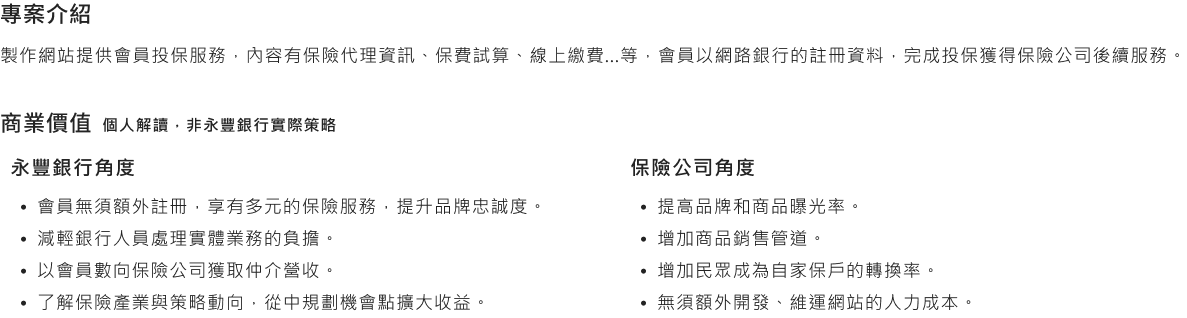 專案介紹
製作網站提供會員投保服務，內容有保險代理資訊、保費試算、線上繳費...等，會員以網路銀行的註冊資料，完成投保獲得保險公司後續服務。
商業價值 個人解讀，非永豐銀行實際策略
永豐銀行角度
• 會員無須額外註冊，享有多元的保險服務，提升品牌忠誠度。
• 減輕銀行人員處理實體業務的負擔。
• 以會員數向保險公司獲取仲介營收。
• 了解保險產業與策略動向，從中規劃機會點擴大收益。
保險公司角度
• 提高品牌和商品曝光率。
• 增加商品銷售管道。
• 增加民眾成為自家保戶的轉換率。
• 無須額外開發、維運網站的人力成本。